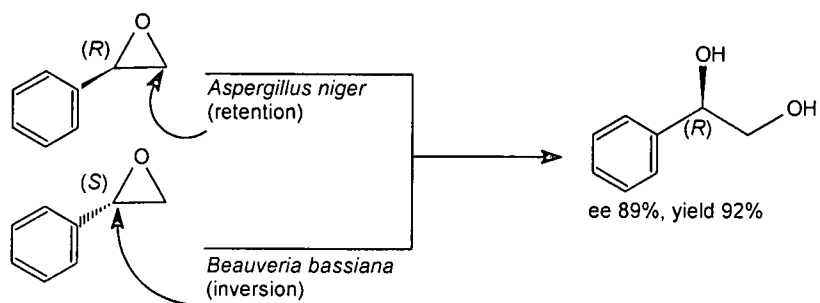 O
(R)
Aspergillus niger
(retention)
O
(S)
Beauveria bassiana
(inversion)
OH
OH
(R)
ee 89%, yield 92%